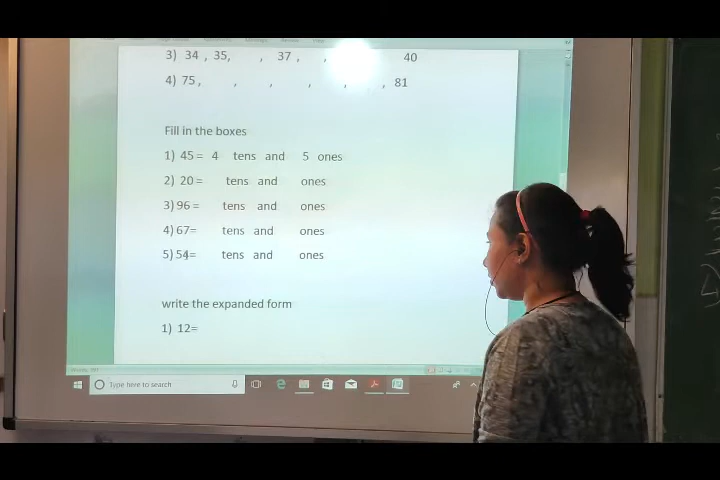 3) 34 , 35, , 37 , , 40
4) 75, , , , , , 81
Fill in the boxes
1) 45 = 4 tens and 5 ones
2) 20 = tens and ones
3) 96 = tens and ones
4) 67= tens and ones
5) 54= tens and ones
write the expanded form
1) 12=
Type here to search